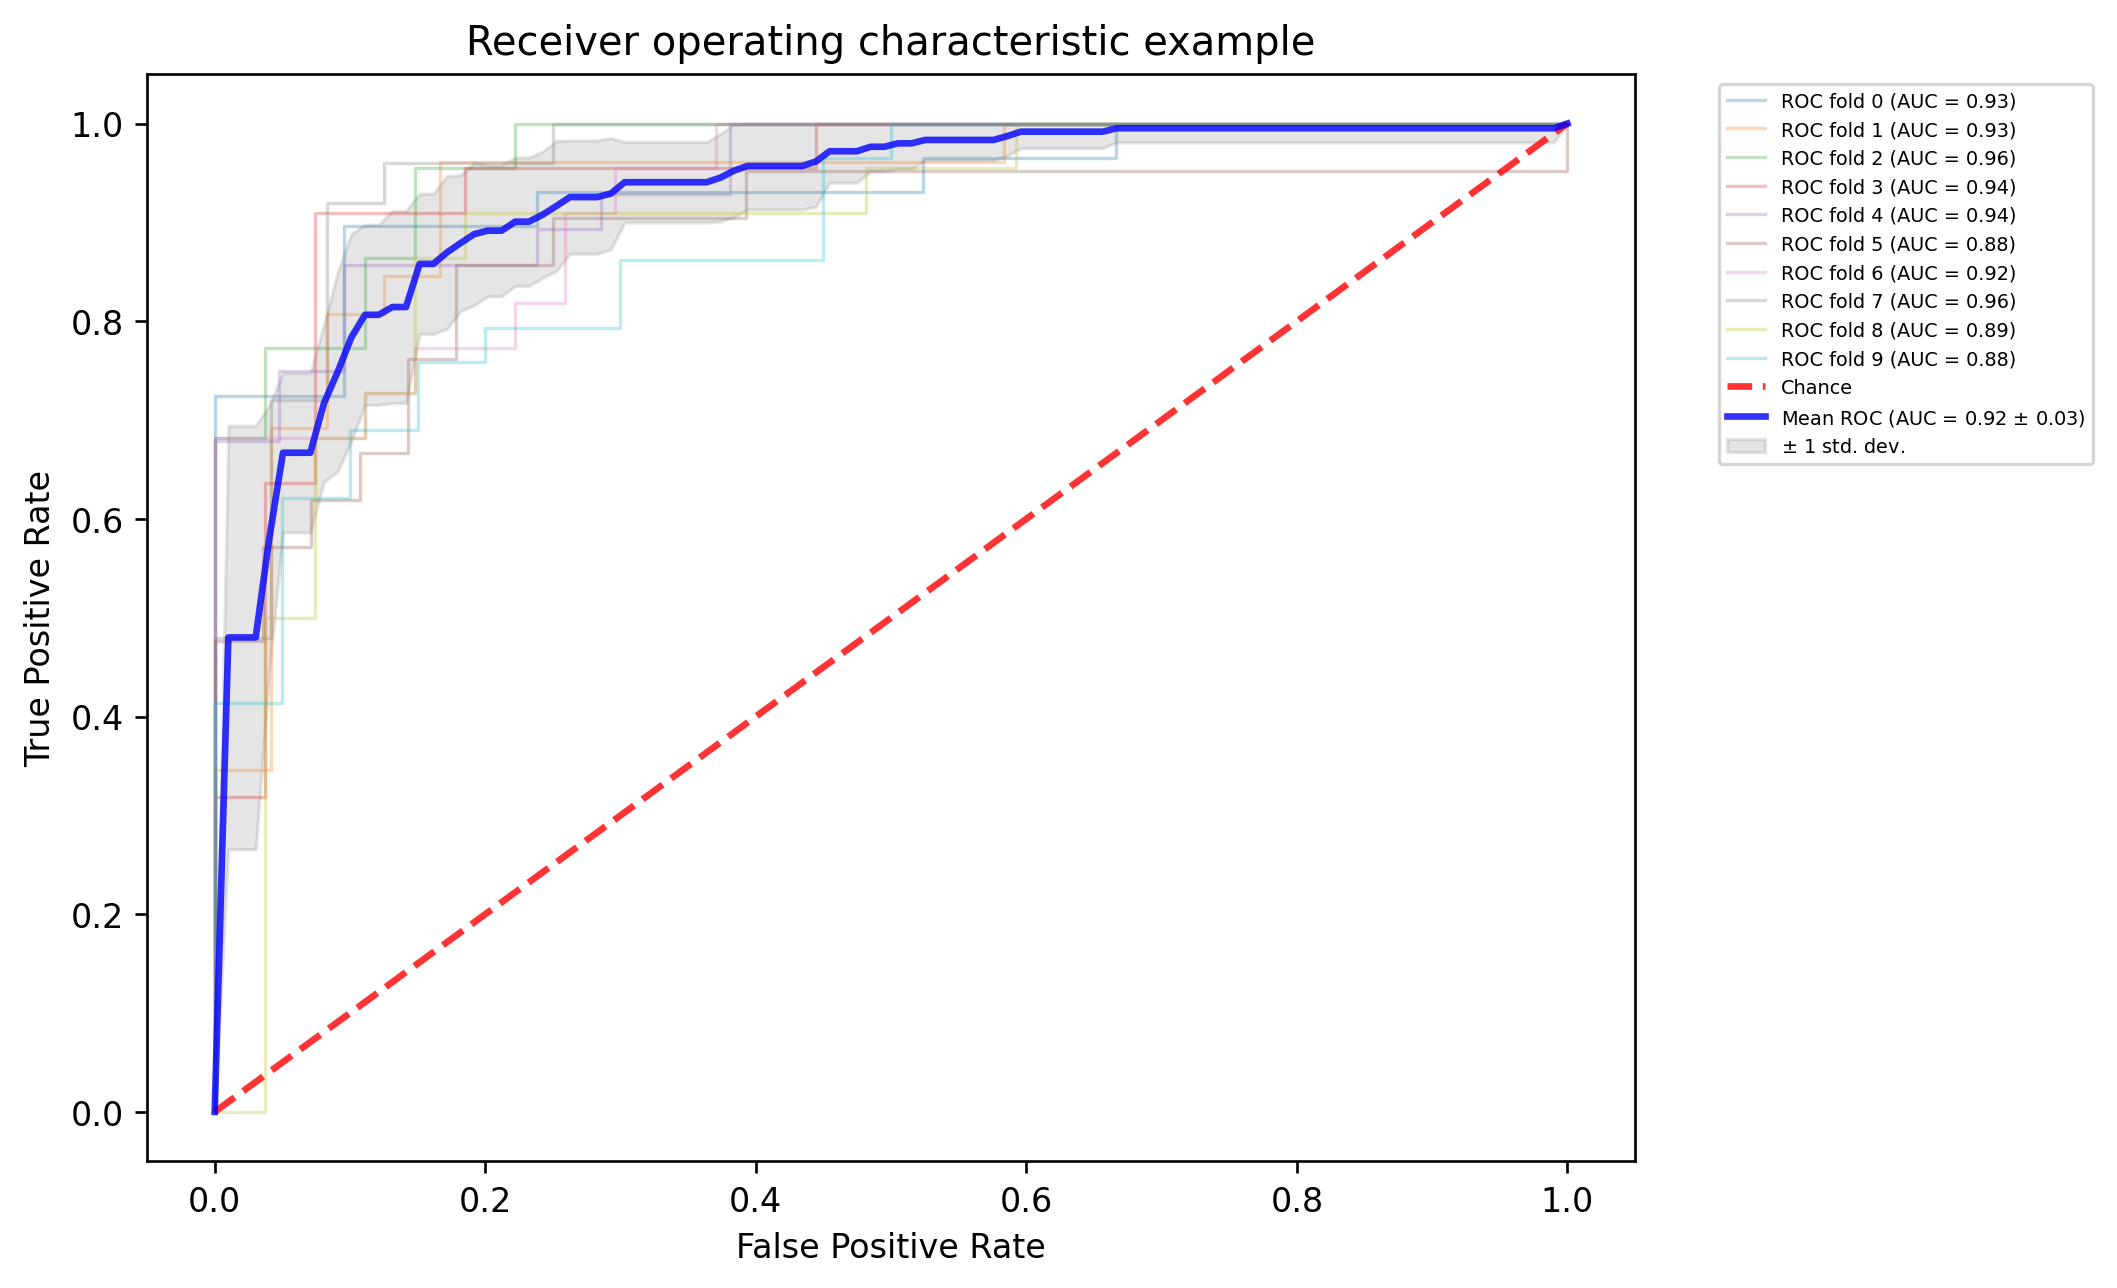 Receiver operating characteristic example
True Positive Rate
1.0
0.8
0.6
0.4
0.2
0.0
0.0 0.2 0.4 0.6 0.8 1.0
False Positive Rate
ROC fold 0 (AUC = 0.93)
ROC fold 1 (AUC = 0.93)
ROC fold 2 (AUC = 0.96)
ROC fold 3 (AUC = 0.94)
ROC fold 4 (AUC = 0.94)
ROC fold 5 (AUC = 0.88)
ROC fold 6 (AUC = 0.92)
ROC fold 7 (AUC = 0.96)
ROC fold 8 (AUC = 0.89)
ROC fold 9 (AUC = 0.88)
Chance
Mean ROC (AUC = 0.92 ± 0.03)
± 1 std. dev.